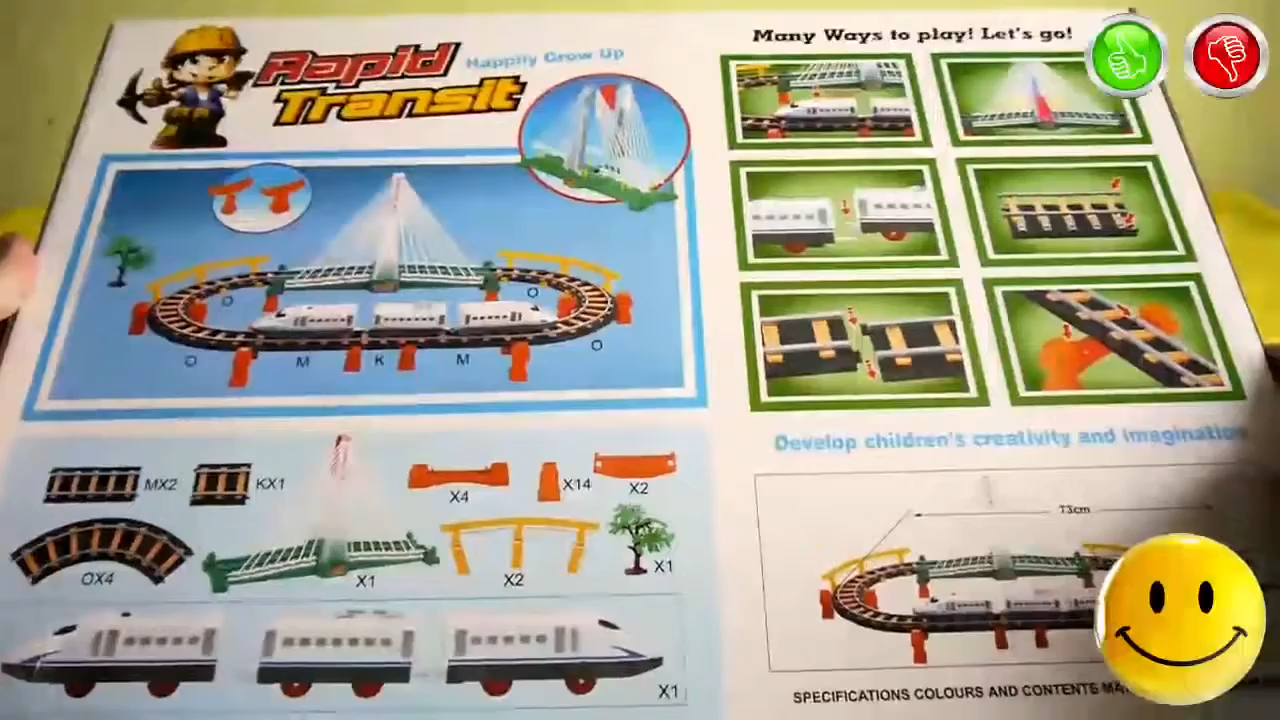 Rapid
Transit
Happily Grow Up
Many Ways to play! Let's go!
O
O
O
M
K
M
O
Develop children's creativity and imagination
MX2
KX1
X4
X14
X2
OX4
X1
X2
X1
X1
73cm
SPECIFICATIONS COLOURS AND CONTENTS